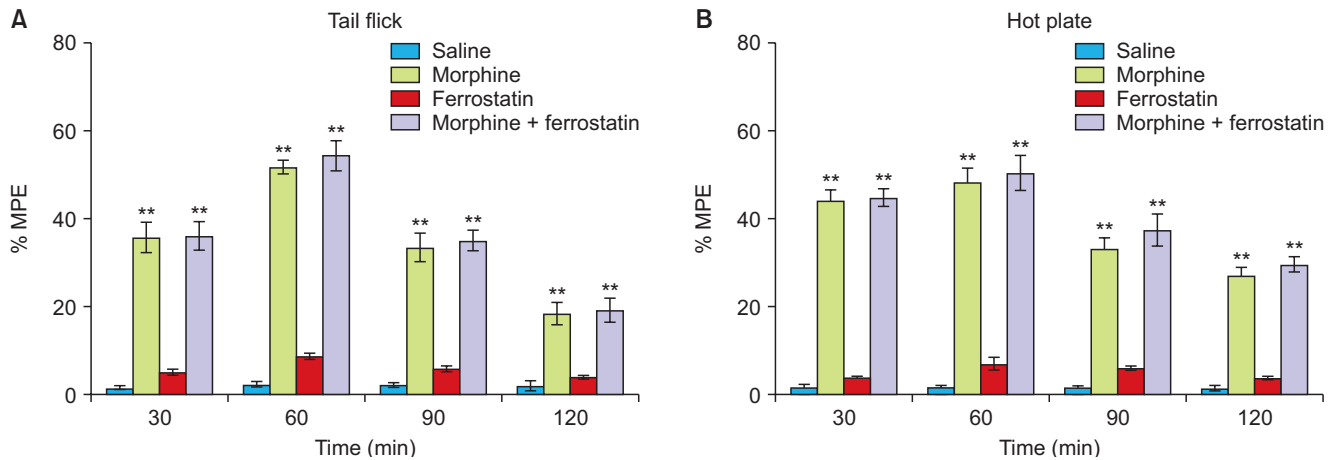 A
Tail flick
80
60
40
20
0
% MPE
Saline
Morphine
Ferrostatin
Morphine + ferrostatin
** ** ** ** ** ** ** **
30 60 90 120
Time (min)
B
Hot plate
80
60
40
20
0
% MPE
Saline
Morphine
Ferrostatin
Morphine + ferrostatin
** ** ** ** ** ** ** **
30 60 90 120
Time (min)